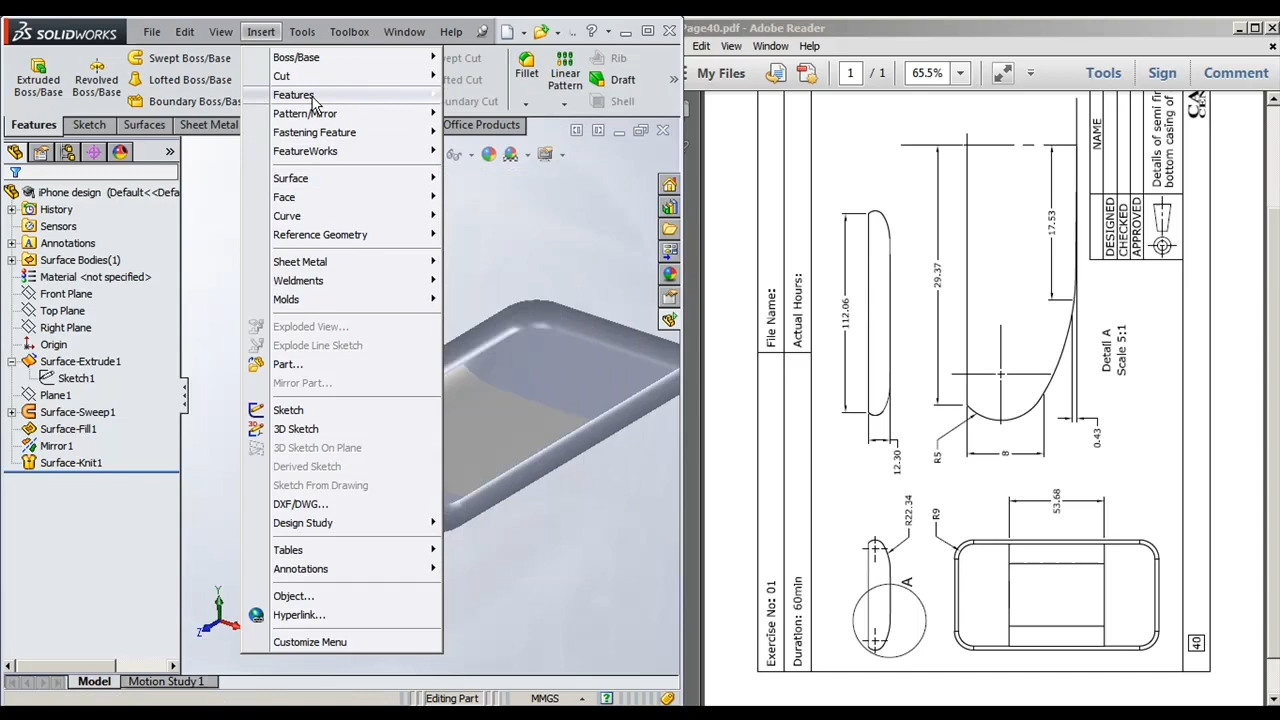 SOLIDWORKS
File
Edit
View
Insert
Tools
Toolbox
Window
Help
Extruded
Boss/Base
Revolved
Boss/Base
Swept Boss/Base
Lofted Boss/Base
Boundary Boss/Bas
Fillet
Linear
Pattern
Rib
Draft
Shell
Features
Sketch
Surfaces
Sheet Metal
Office Products
iPhone design (Default<<Defa
History
Sensors
Annotations
Surface Bodies(1)
Material <not specified>
Front Plane
Top Plane
Right Plane
Origin
Surface-Extrude1
Sketch1
Plane1
Surface-Sweep1
Surface-Fill1
Mirror1
Surface-Knit1
Boss/Base
Cut
Features
Pattern/Mirror
Fastening Feature
FeatureWorks
Surface
Face
Curve
Reference Geometry
Sheet Metal
Weldments
Molds
Exploded View...
Explode Line Sketch
Part...
Mirror Part...
Sketch
3D Sketch
3D Sketch On Plane
Derived Sketch
Sketch From Drawing
DXF/DWG...
Design Study
Tables
Annotations
Object...
Hyperlink...
Customize Menu
Y
Z
Model
Motion Study 1
Editing Part
MMGS
Page40.pdf - Adobe Reader
Edit
View
Window
Help
My Files
1
/ 1
65.5%
Tools
Sign
Comment
File Name:
Actual Hours:
Exercise No: 01
Duration: 60min
112.06
12.30
29.37
17.53
R5
8
0.43
Detail A
Scale 5:1
R22.34
R9
53.68
A
NAME
Details of semi fi
bottom casing of
DESIGNED
CHECKED
APPROVED
40